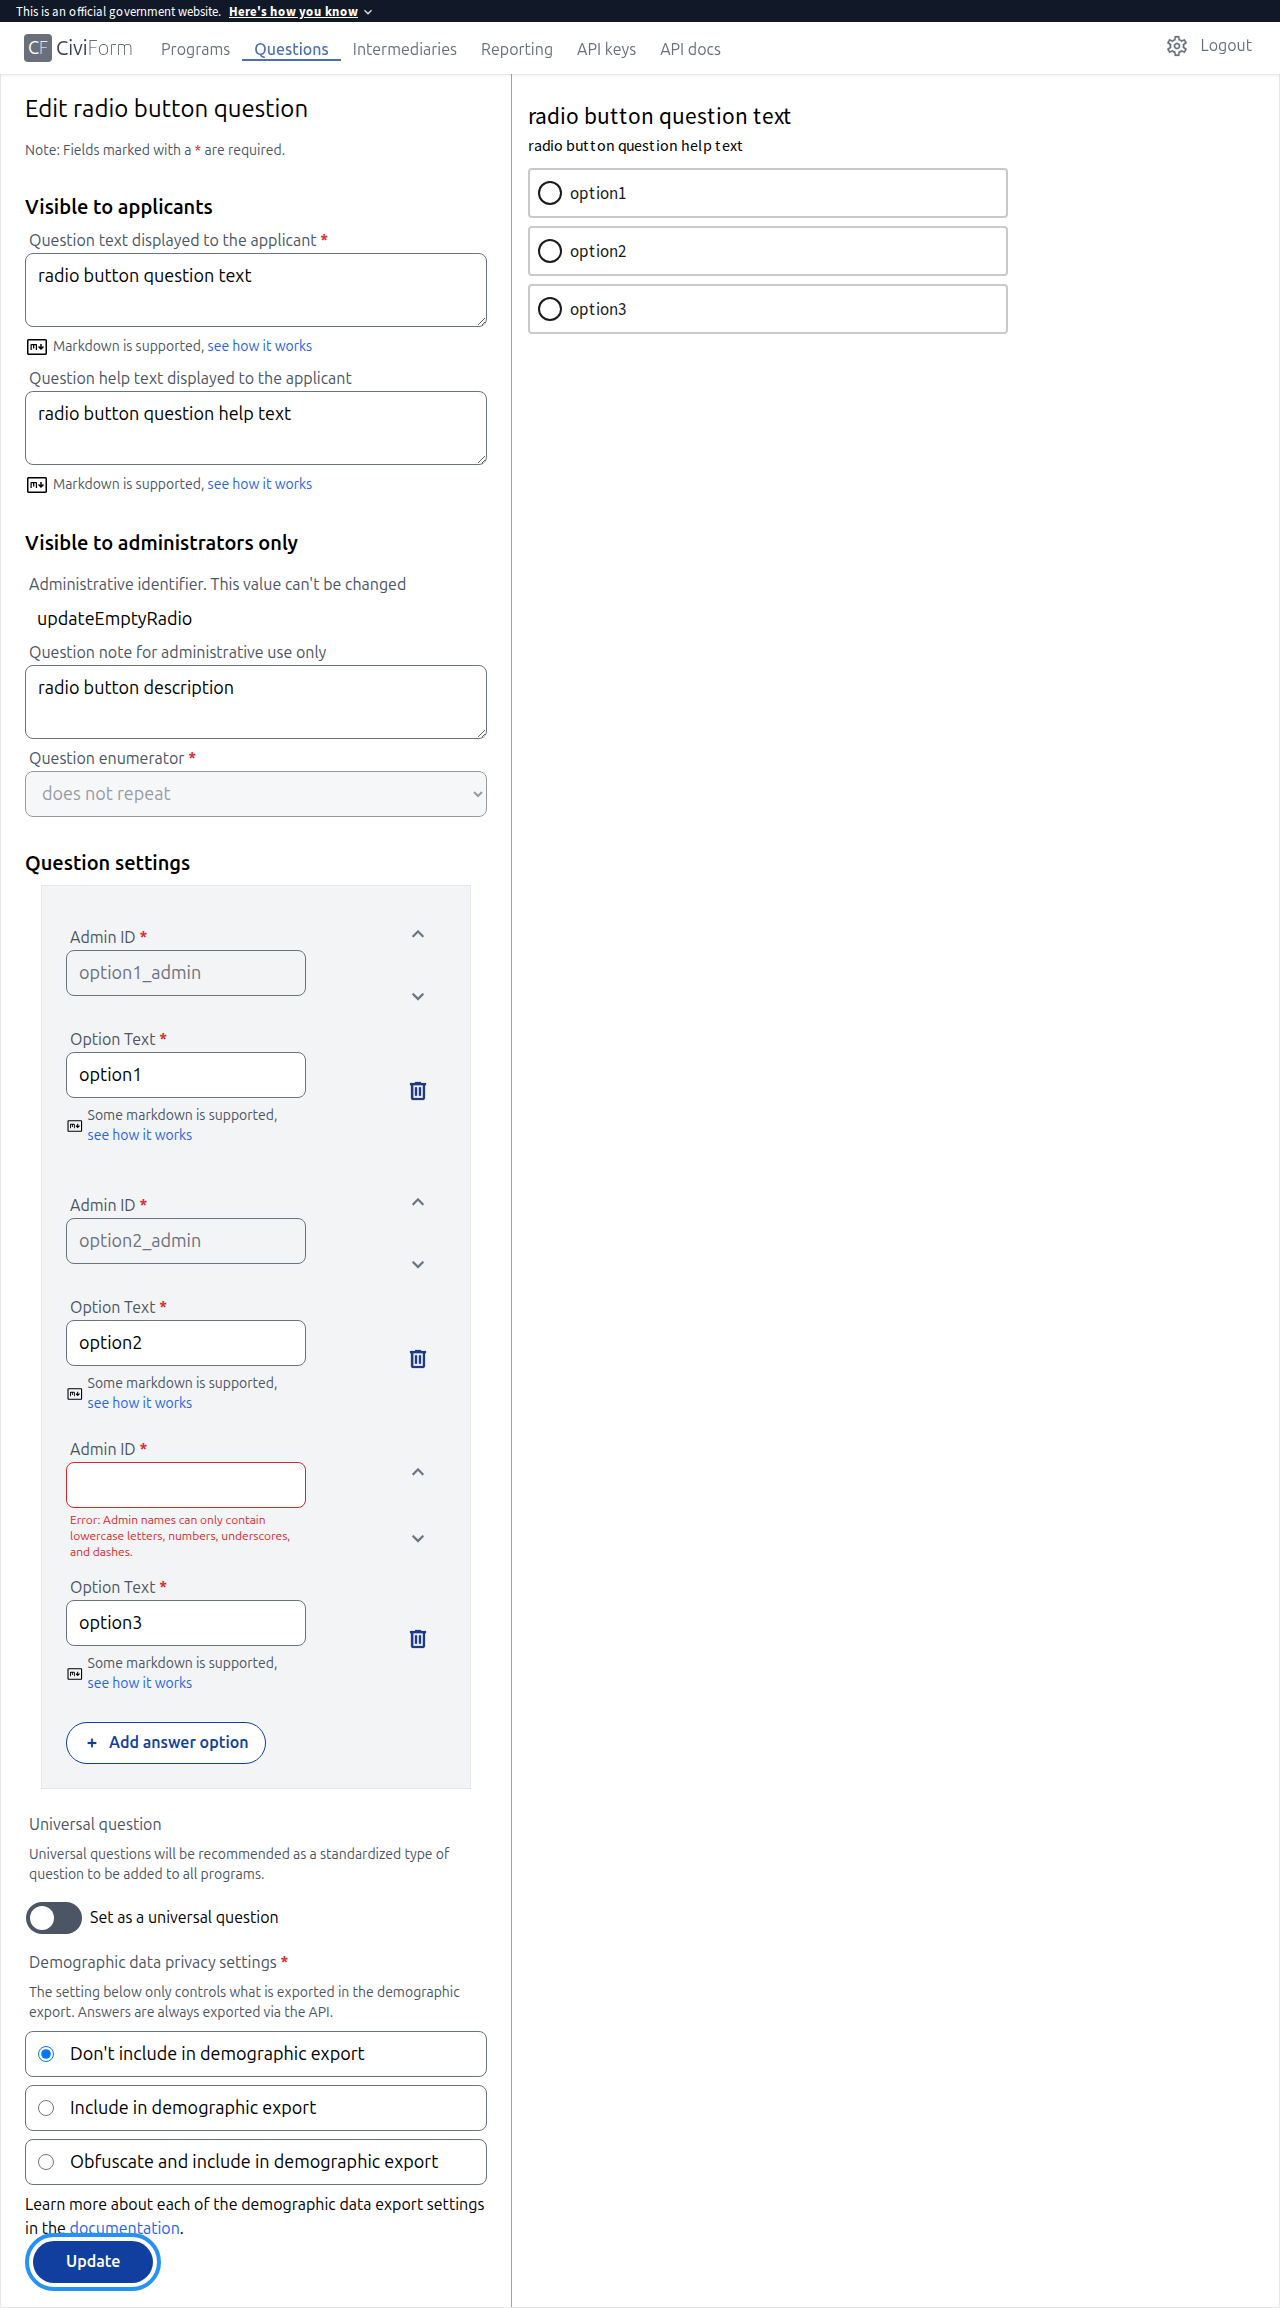 This is an official government website. Here's how you know
CF CiviForm Programs Questions Intermediaries Reporting API keys API docs Logout
Edit radio button question
Note: Fields marked with a * are required.
Visible to applicants
Question text displayed to the applicant *
radio button question text
Markdown is supported, see how it works
Question help text displayed to the applicant
radio button question help text
Markdown is supported, see how it works
Visible to administrators only
Administrative identifier. This value can't be changed
updateEmptyRadio
Question note for administrative use only
radio button description
Question enumerator *
does not repeat
Question settings
Admin ID *
option1_admin
Option Text *
option1
Some markdown is supported,
see how it works
Admin ID *
option2_admin
Option Text *
option2
Some markdown is supported,
see how it works
Admin ID *
Error: Admin names can only contain
lowercase letters, numbers, underscores,
and dashes.
Option Text *
option3
Some markdown is supported,
see how it works
+ Add answer option
Universal question
Universal questions will be recommended as a standardized type of
question to be added to all programs.
Set as a universal question
Demographic data privacy settings *
The setting below only controls what is exported in the demographic
export. Answers are always exported via the API.
Don't include in demographic export
Include in demographic export
Obfuscate and include in demographic export
Learn more about each of the demographic data export settings
in the documentation.
Update
radio button question text
radio button question help text
option1
option2
option3